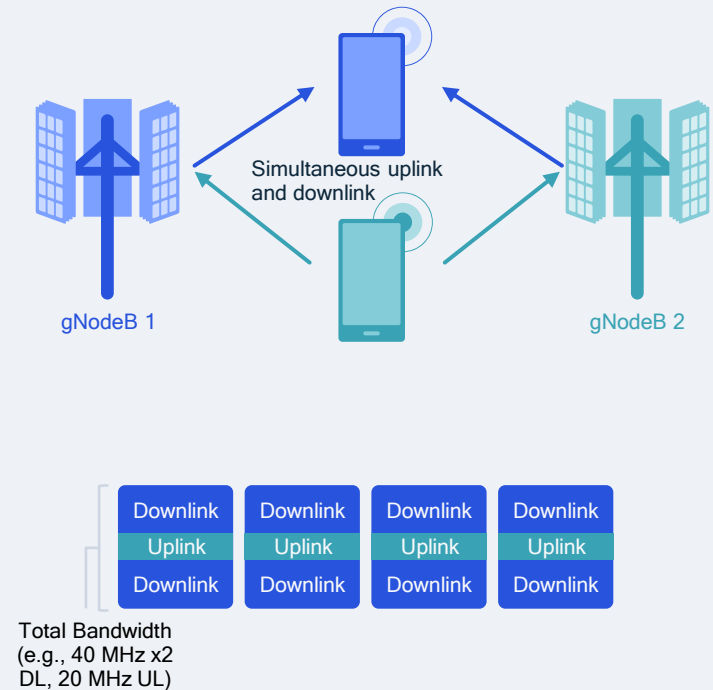 Simultaneous uplink
and downlink
gNodeB 1
gNodeB 2
Downlink Downlink Downlink Downlink
Uplink Uplink Uplink Uplink
Downlink Downlink Downlink Downlink
Total Bandwidth
(e.g., 40 MHz x2
DL, 20 MHz UL)